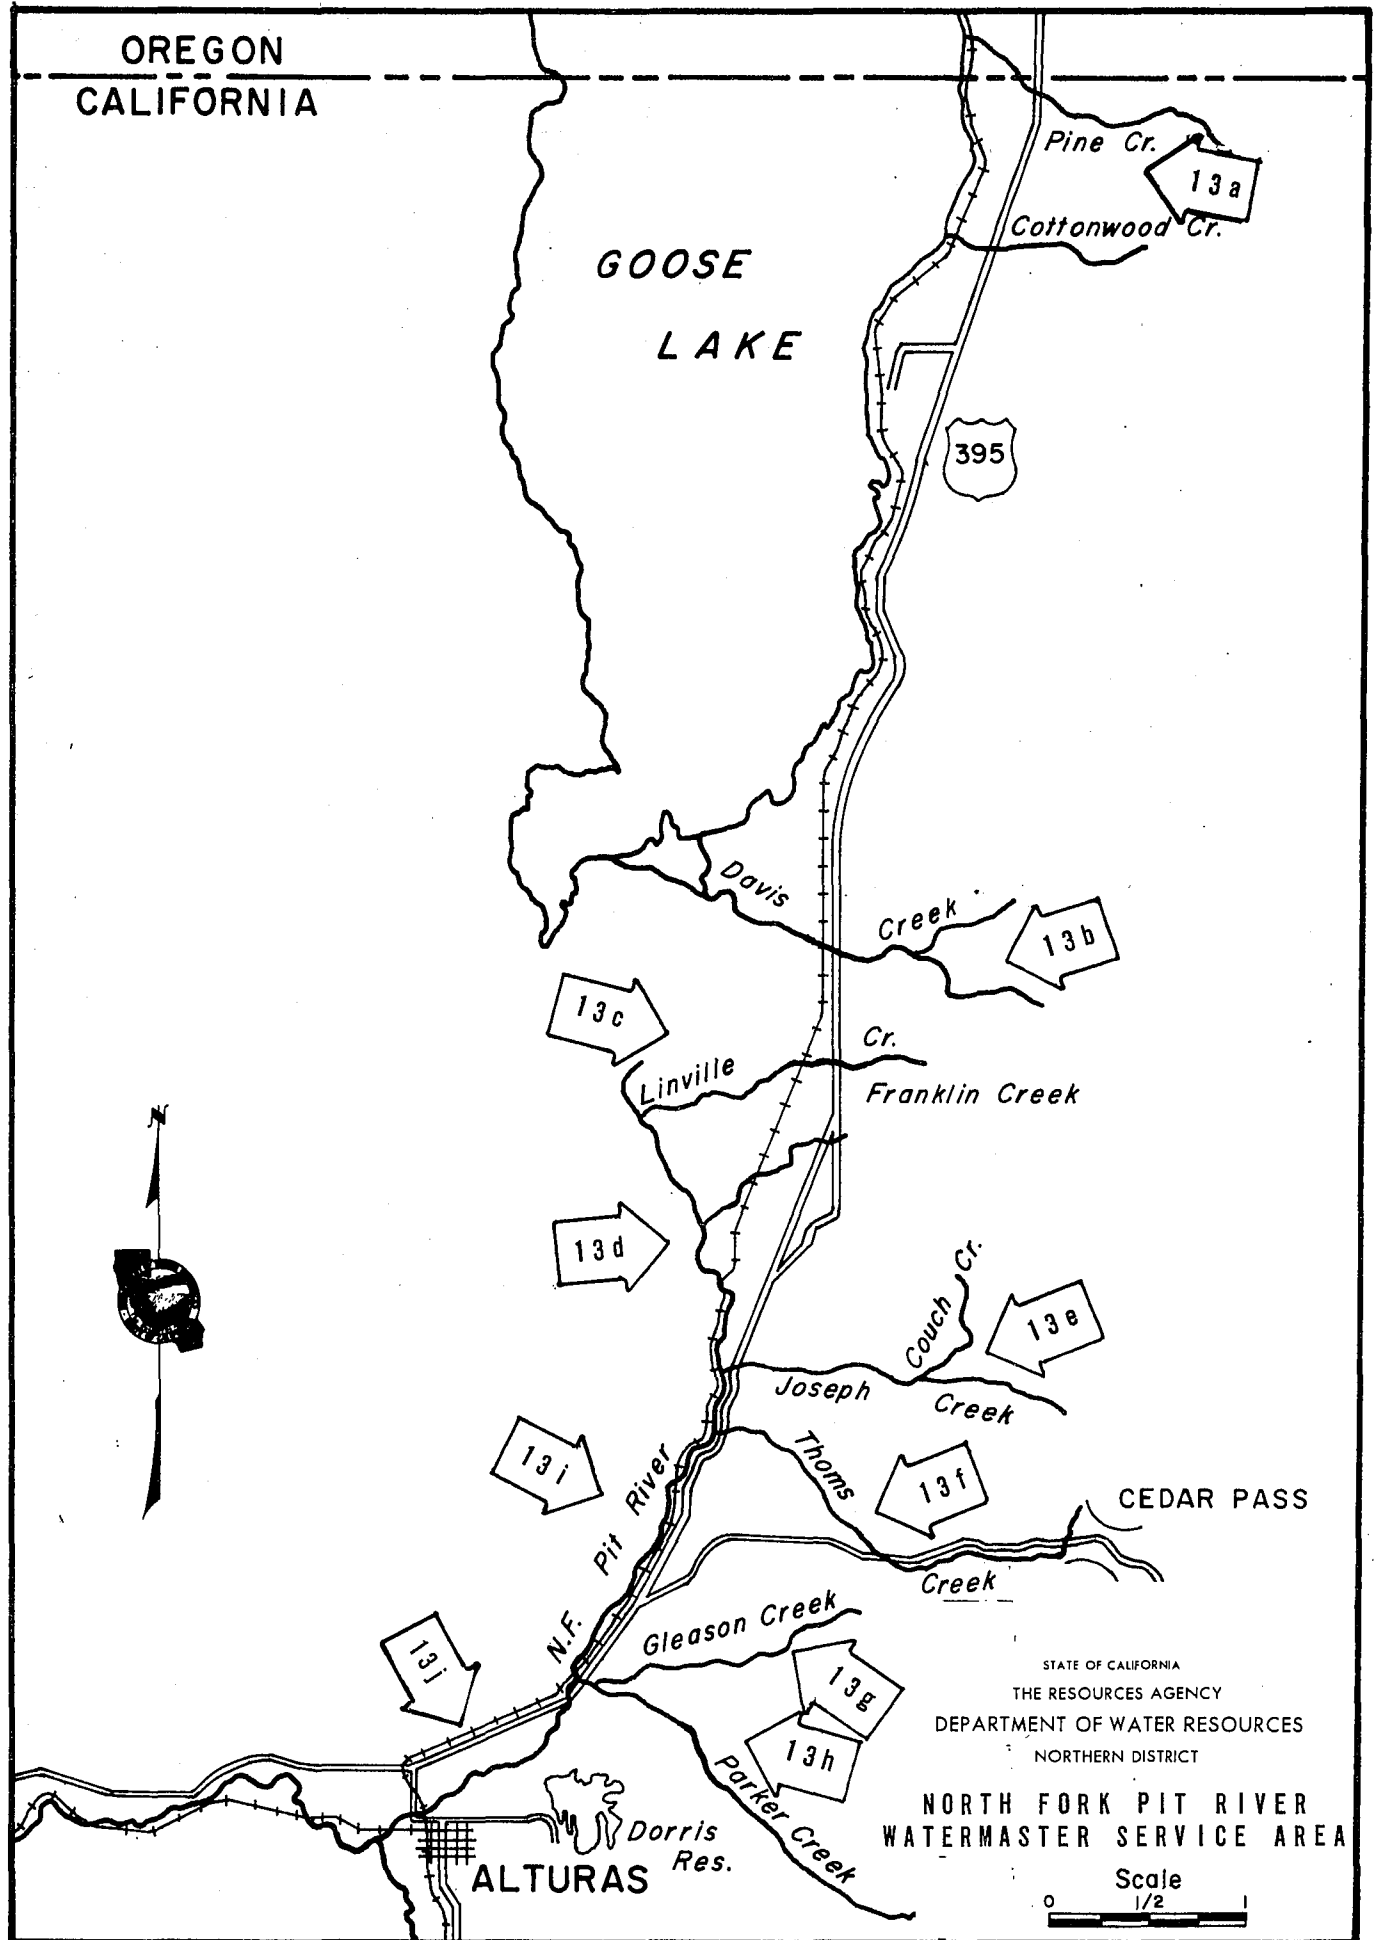 OREGON
CALIFORNIA
Pine Cr.
13a
Cottonwood Cr.
GOOSE
LAKE
395
Davis
Creek
13b
13c
Cr.
Linville
Franklin Creek
N
13d
Couch Cr.
13e
Joseph
Creek
13i
Thoms
13f
CEDAR PASS
N.F. Pit River
Creek
Gleason Creek
13j
13g
13h
Parker Creek
STATE OF CALIFORNIA
THE RESOURCES AGENCY
DEPARTMENT OF WATER RESOURCES
NORTHERN DISTRICT
NORTH FORK PIT RIVER
WATERMASTER SERVICE AREA
Dorris
Res.
ALTURAS
Scale
0 1/2 1